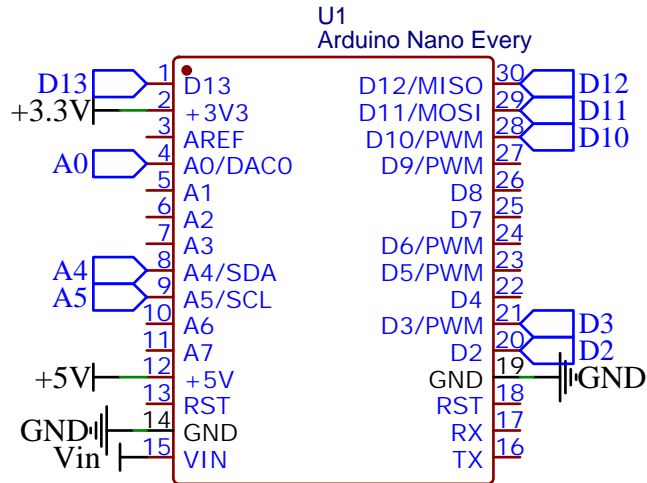 U1
Arduino Nano Every
D13 1 D13 D12/MISO 30 D12
+3.3V 2 +3V3 D11/MOSI 29 D11
3 AREF D10/PWM 28 D10
A0 4 A0/DAC0 D9/PWM 27
5 A1 D8 26
6 A2 D7 25
7 A3 D6/PWM 24
A4 8 A4/SDA D5/PWM 23
A5 9 A5/SCL D4 22
10 A6 D3/PWM 21 D3
11 A7 D2 20 D2
+5V 12 +5V GND 19 GND
13 RST RST 18
GND 14 GND RX 17
Vin 15 VIN TX 16